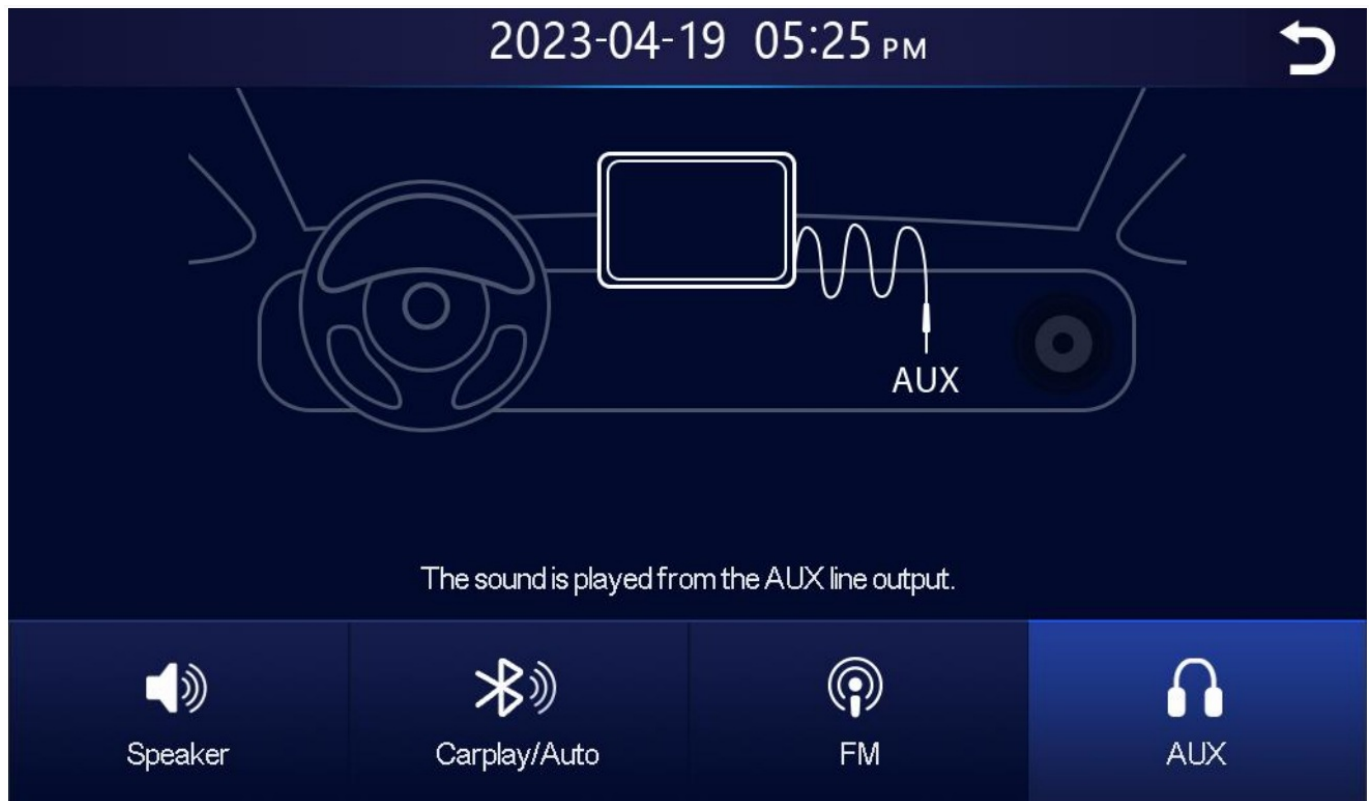 2023-04-19 05:25 PM
AUX
The sound is played from the AUX line output.
Speaker
Carplay/Auto
FM
AUX